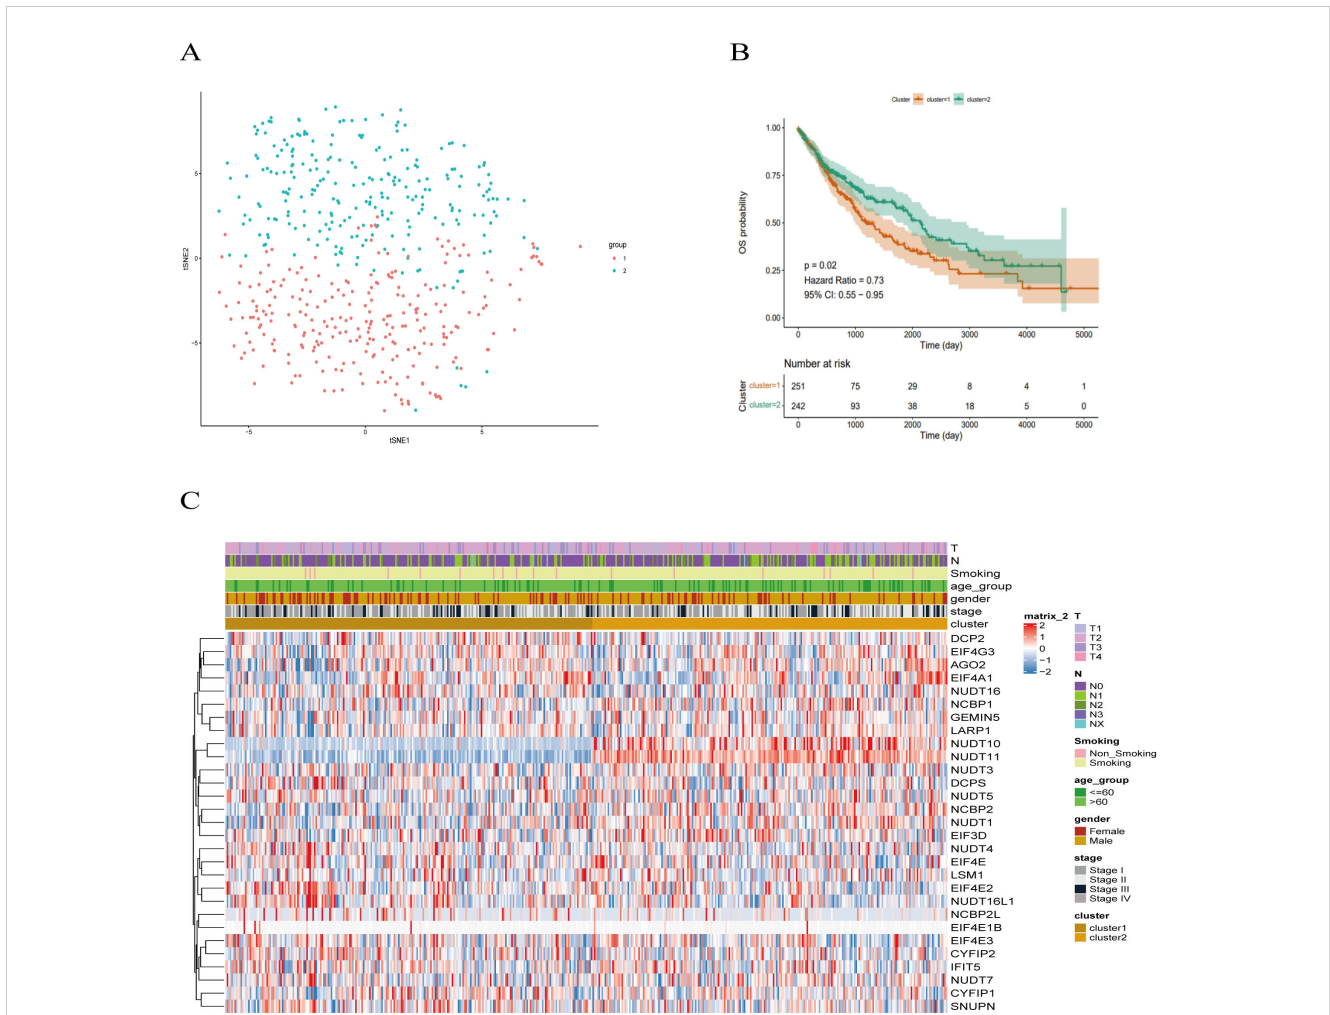 A
B
5
0
−5
−5
0
5
tSNE1
tSNE2
group
1
2
Cluster cluster=1 cluster=2
1.00
0.75
0.50
0.25
0.00
OS probability
p = 0.02
Hazard Ratio = 0.73
95% CI: 0.55 − 0.95
0 1000 2000 3000 4000 5000
Time (day)
Number at risk
Cluster
cluster=1 251 75 29 8 4 1
cluster=2 242 93 38 18 5 0
0 1000 2000 3000 4000 5000
Time (day)
C
T
N
Smoking
age_group
gender
stage
cluster
DCP2
EIF4G3
AGO2
EIF4A1
NUDT16
NCBP1
GEMIN5
LARP1
NUDT10
NUDT11
NUDT3
DCPS
NUDT5
NCBP2
NUDT1
EIF3D
NUDT4
EIF4E
LSM1
EIF4E2
NUDT16L1
NCBP2L
EIF4E1B
EIF4E3
CYFIP2
IFIT5
NUDT7
CYFIP1
SNUPN
matrix_2
2
1
0
−1
−2
T
T1
T2
T3
T4
N
N0
N1
N2
N3
NX
Smoking
Non_Smoking
Smoking
age_group
<=60
>60
gender
Female
Male
stage
Stage I
Stage II
Stage III
Stage IV
cluster
cluster1
cluster2